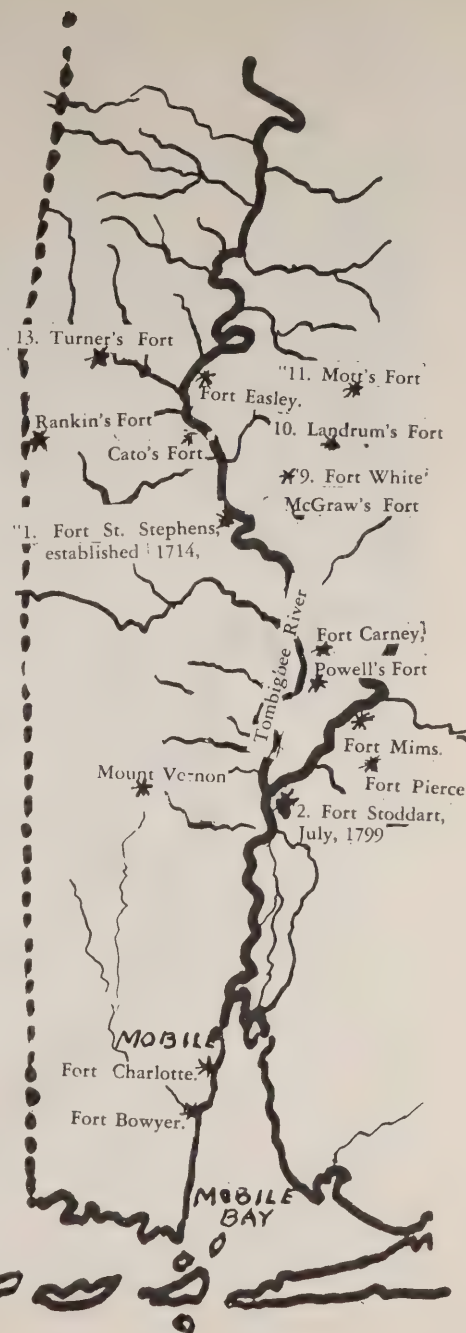 13. Turner's Fort
"11. Mott's Fort
Fort Easley.
Rankin's Fort
10. Landrum's Fort
Cato's Fort
"9. Fort White
McGraw's Fort
"1. Fort St. Stephens,
established 1714,
Tombigbee River
Fort Carney,
Powell's Fort
Fort Mims.
Mount Vernon
Fort Pierce
2. Fort Stoddart,
July, 1799
MOBILE
Fort Charlotte.
Fort Bowyer.
MOBILE
BAY